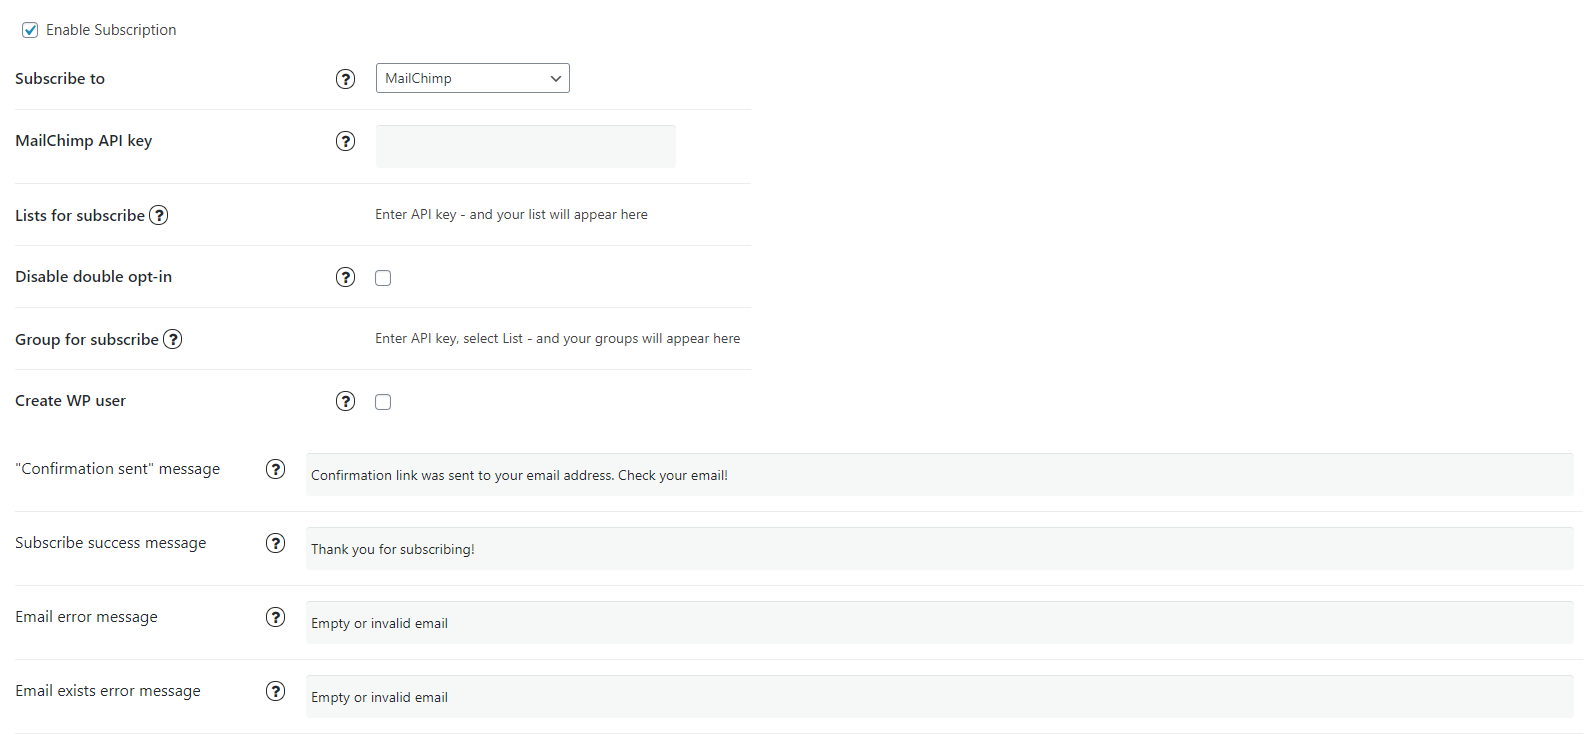 Enable Subscription
Subscribe to ? MailChimp
MailChimp API key ?
Lists for subscribe ? Enter API key - and your list will appear here
Disable double opt-in ?
Group for subscribe ? Enter API key, select List - and your groups will appear here
Create WP user ?
"Confirmation sent" message ? Confirmation link was sent to your email address. Check your email!
Subscribe success message ? Thank you for subscribing!
Email error message ? Empty or invalid email
Email exists error message ? Empty or invalid email